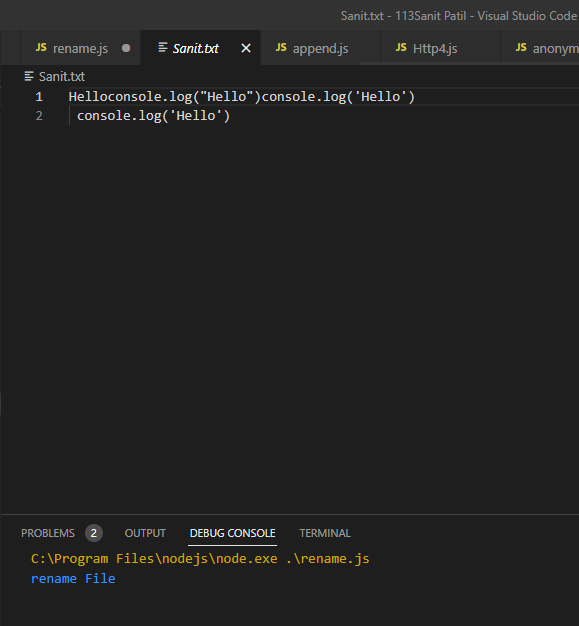 Sanit.txt - 113Sanit Patil - Visual Studio Code
JS rename.js Sanit.txt JS append.js JS Http4.js JS anonym
Sanit.txt
1 Helloconsole.log("Hello")console.log('Hello')
2 console.log('Hello')
PROBLEMS 2 OUTPUT DEBUG CONSOLE TERMINAL
C:\Program Files\nodejs\node.exe .\rename.js
rename File